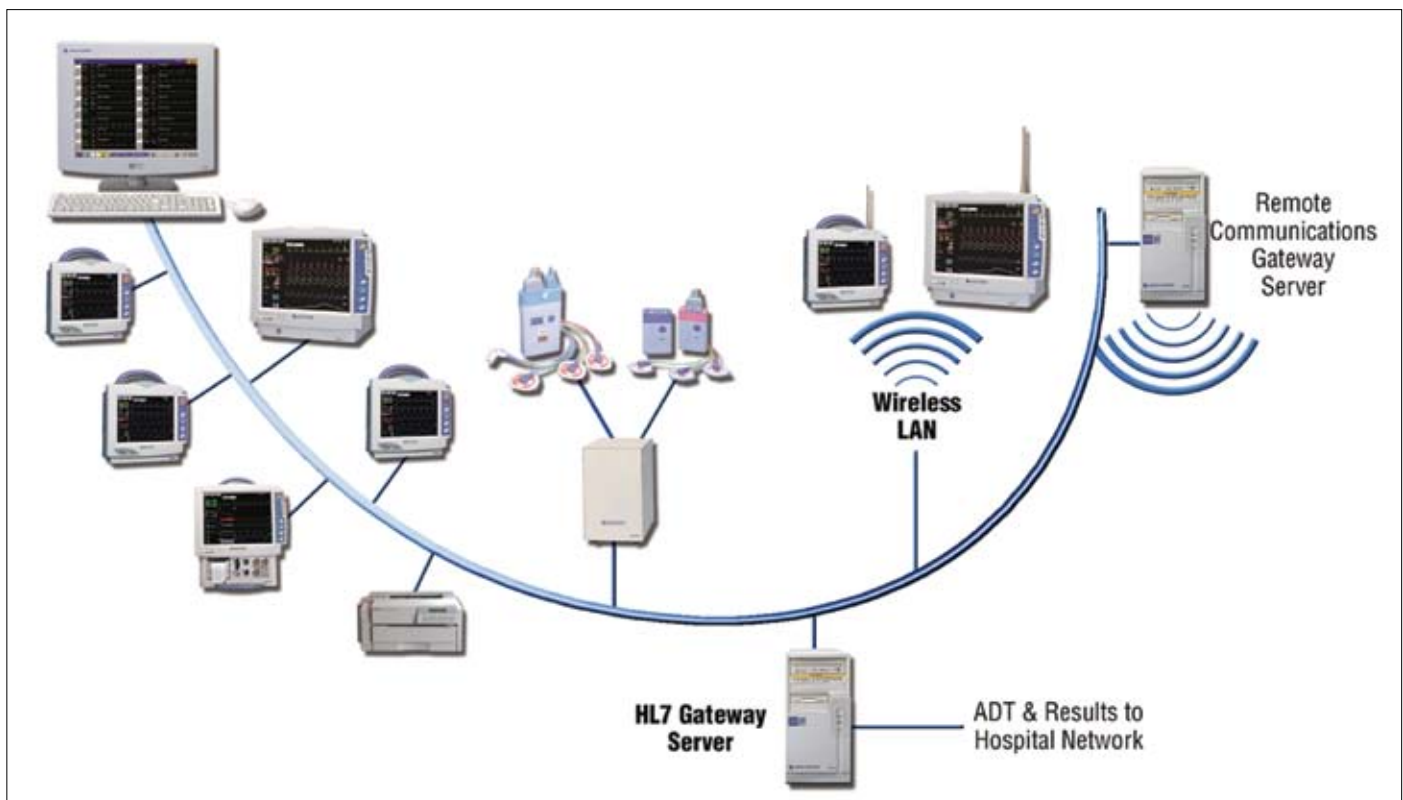 Remote
Communications
Gateway
Server
Wireless
LAN
HL7 Gateway
Server
ADT & Results to
Hospital Network